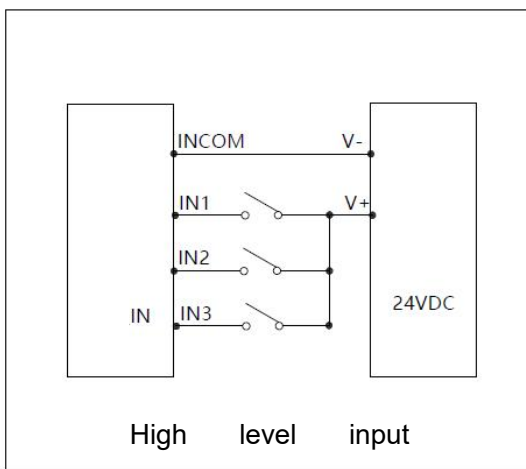 INCOM V-
IN1 V+
IN2
IN IN3 24VDC
High level input